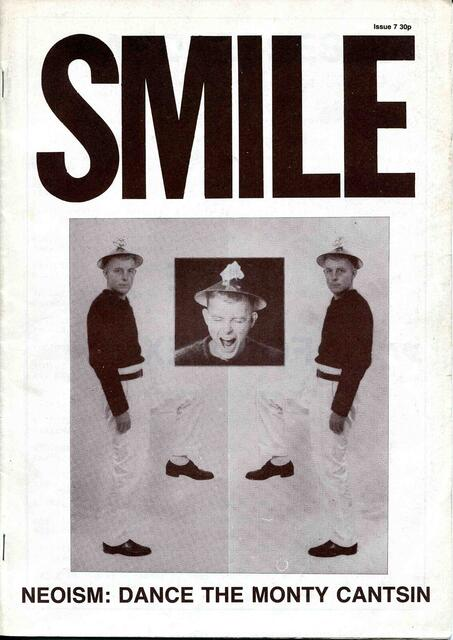 Issue 7 30p
SMILE
NEOISM: DANCE THE MONTY CANTSIN